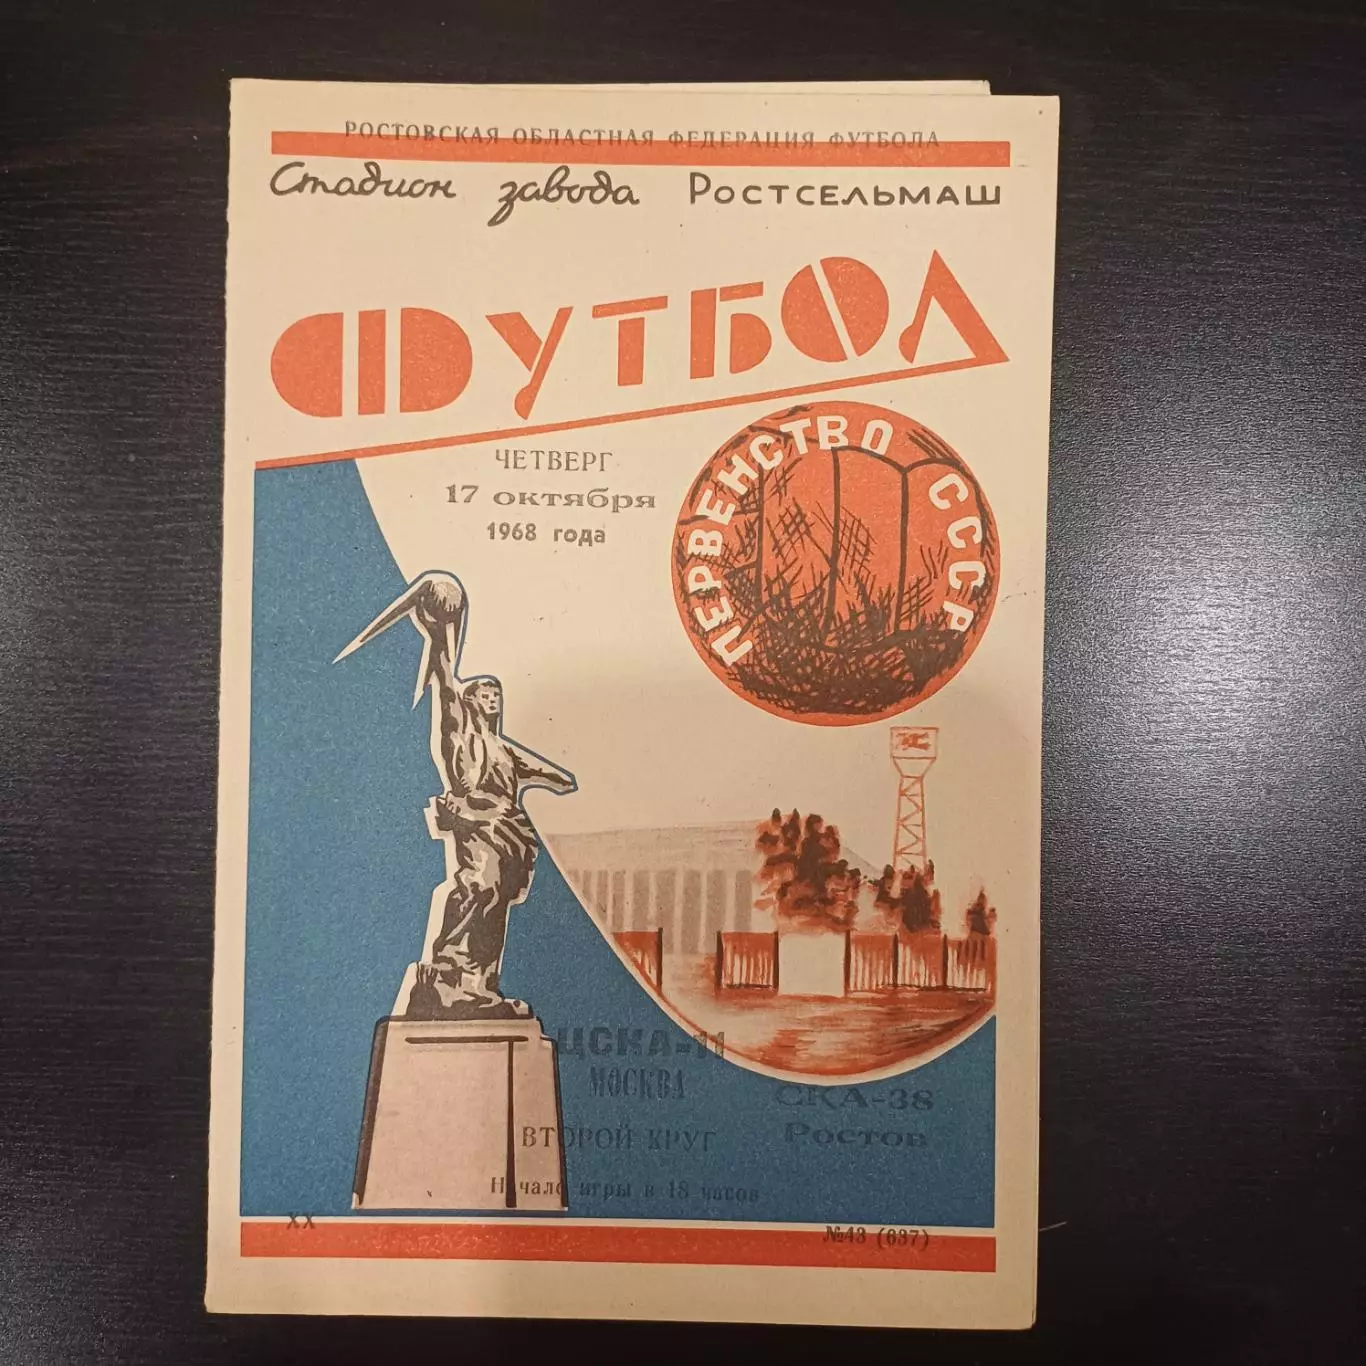 РОСТОВСКАЯ ОБЛАСТНАЯ ФЕДЕРАЦИЯ ФУТБОЛА
Стадион завода РОСТСЕЛЬМАШ
ФУТБОЛ
ПЕРВЕНСТВО СССР
ЧЕТВЕРГ
17 октября
1968 года
ЦСКА-11
МОСКВА
СКА-38
Ростов
ВТОРОЙ КРУГ
Начало игры в 18 часов
XX
№43 (637)